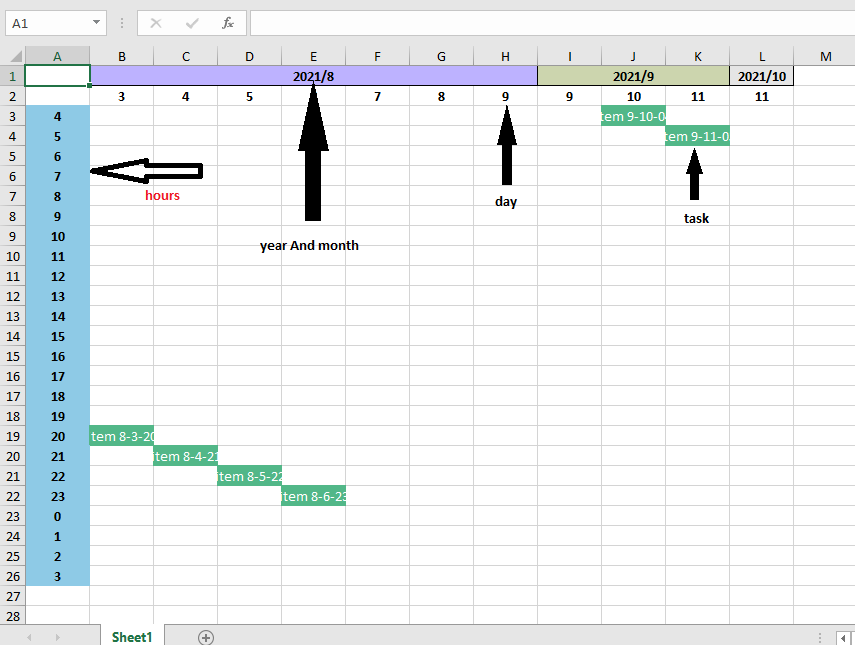 A1
fx
A B C D E F G H I J K L M
1 2021/8 2021/9 2021/10
2 3 4 5 7 8 9 9 10 11 11
3 4 tem 9-10-0
4 5 tem 9-11-0
5 6
6 7
7 8 hours
8 9 day
9 10 task
10 11 year And month
11 12
12 13
13 14
14 15
15 16
16 17
17 18
18 19
19 20 tem 8-3-20
20 21 tem 8-4-21
21 22 item 8-5-22
22 23 item 8-6-23
23 0
24 1
25 2
26 3
27
28
Sheet1